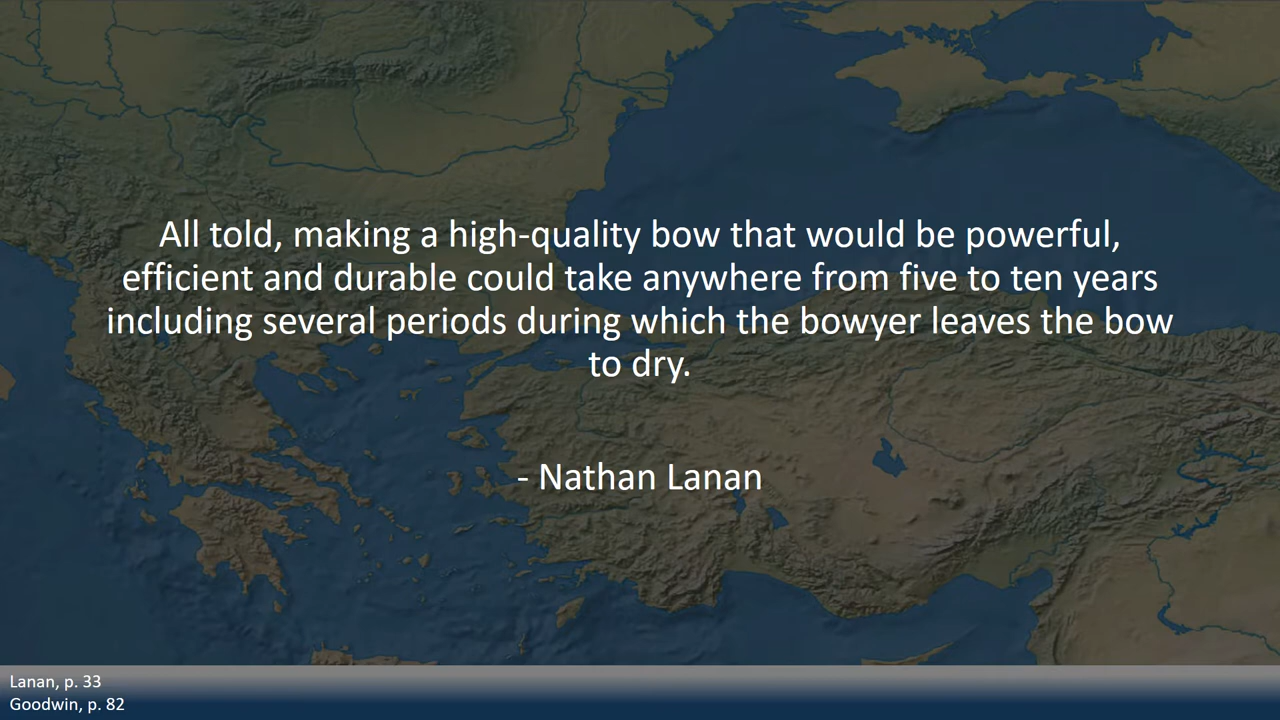 All told, making a high-quality bow that would be powerful,
efficient and durable could take anywhere from five to ten years
including several periods during which the bowyer leaves the bow
to dry.
- Nathan Lanan
Lanan, p. 33
Goodwin, p. 82